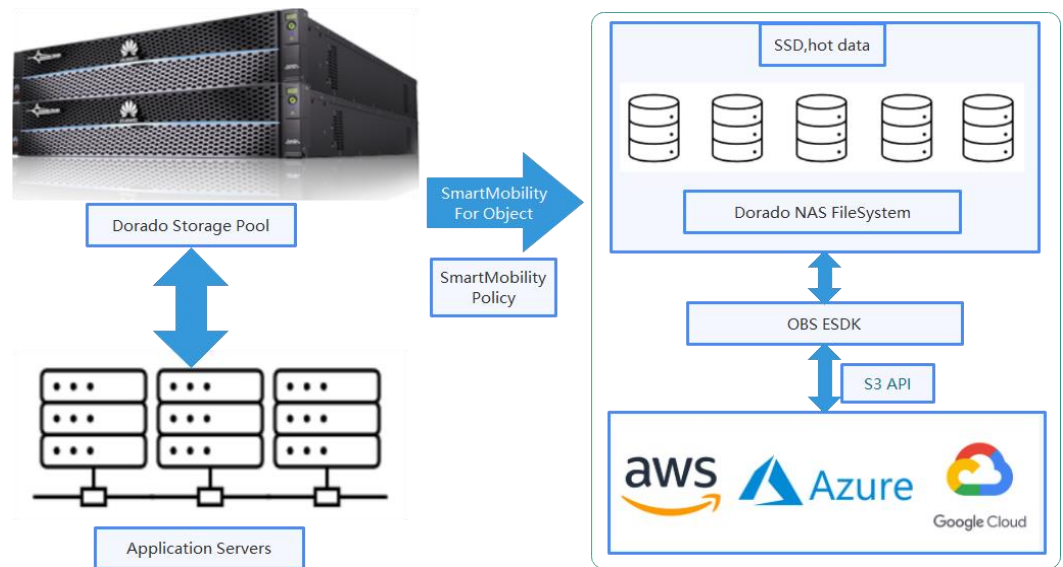 Dorado Storage Pool
Application Servers
SmartMobility
For Object
SmartMobility
Policy
SSD,hot data
Dorado NAS FileSystem
OBS ESDK
S3 API
aws
Azure
Google Cloud